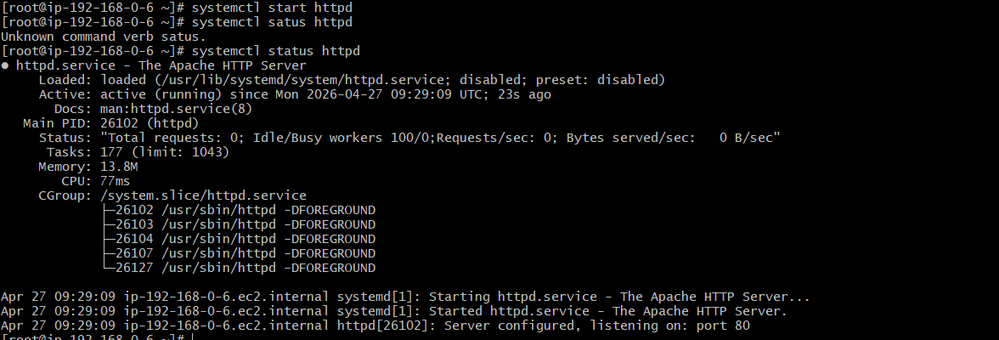 [root@ip-192-168-0-6 ~]# systemctl start httpd
[root@ip-192-168-0-6 ~]# systemctl satus httpd
Unknown command verb satus.
[root@ip-192-168-0-6 ~]# systemctl status httpd
● httpd.service - The Apache HTTP Server
     Loaded: loaded (/usr/lib/systemd/system/httpd.service; disabled; preset: disabled)
     Active: active (running) since Mon 2026-04-27 09:29:09 UTC; 23s ago
       Docs: man:httpd.service(8)
   Main PID: 26102 (httpd)
     Status: "Total requests: 0; Idle/Busy workers 100/0;Requests/sec: 0; Bytes served/sec:   0 B/sec"
      Tasks: 177 (limit: 1043)
     Memory: 13.8M
        CPU: 77ms
     CGroup: /system.slice/httpd.service
             ├─26102 /usr/sbin/httpd -DFOREGROUND
             ├─26103 /usr/sbin/httpd -DFOREGROUND
             ├─26104 /usr/sbin/httpd -DFOREGROUND
             ├─26107 /usr/sbin/httpd -DFOREGROUND
             └─26127 /usr/sbin/httpd -DFOREGROUND

Apr 27 09:29:09 ip-192-168-0-6.ec2.internal systemd[1]: Starting httpd.service - The Apache HTTP Server...
Apr 27 09:29:09 ip-192-168-0-6.ec2.internal systemd[1]: Started httpd.service - The Apache HTTP Server.
Apr 27 09:29:09 ip-192-168-0-6.ec2.internal httpd[26102]: Server configured, listening on: port 80
[root@ip-192-168-0-6 ~]#